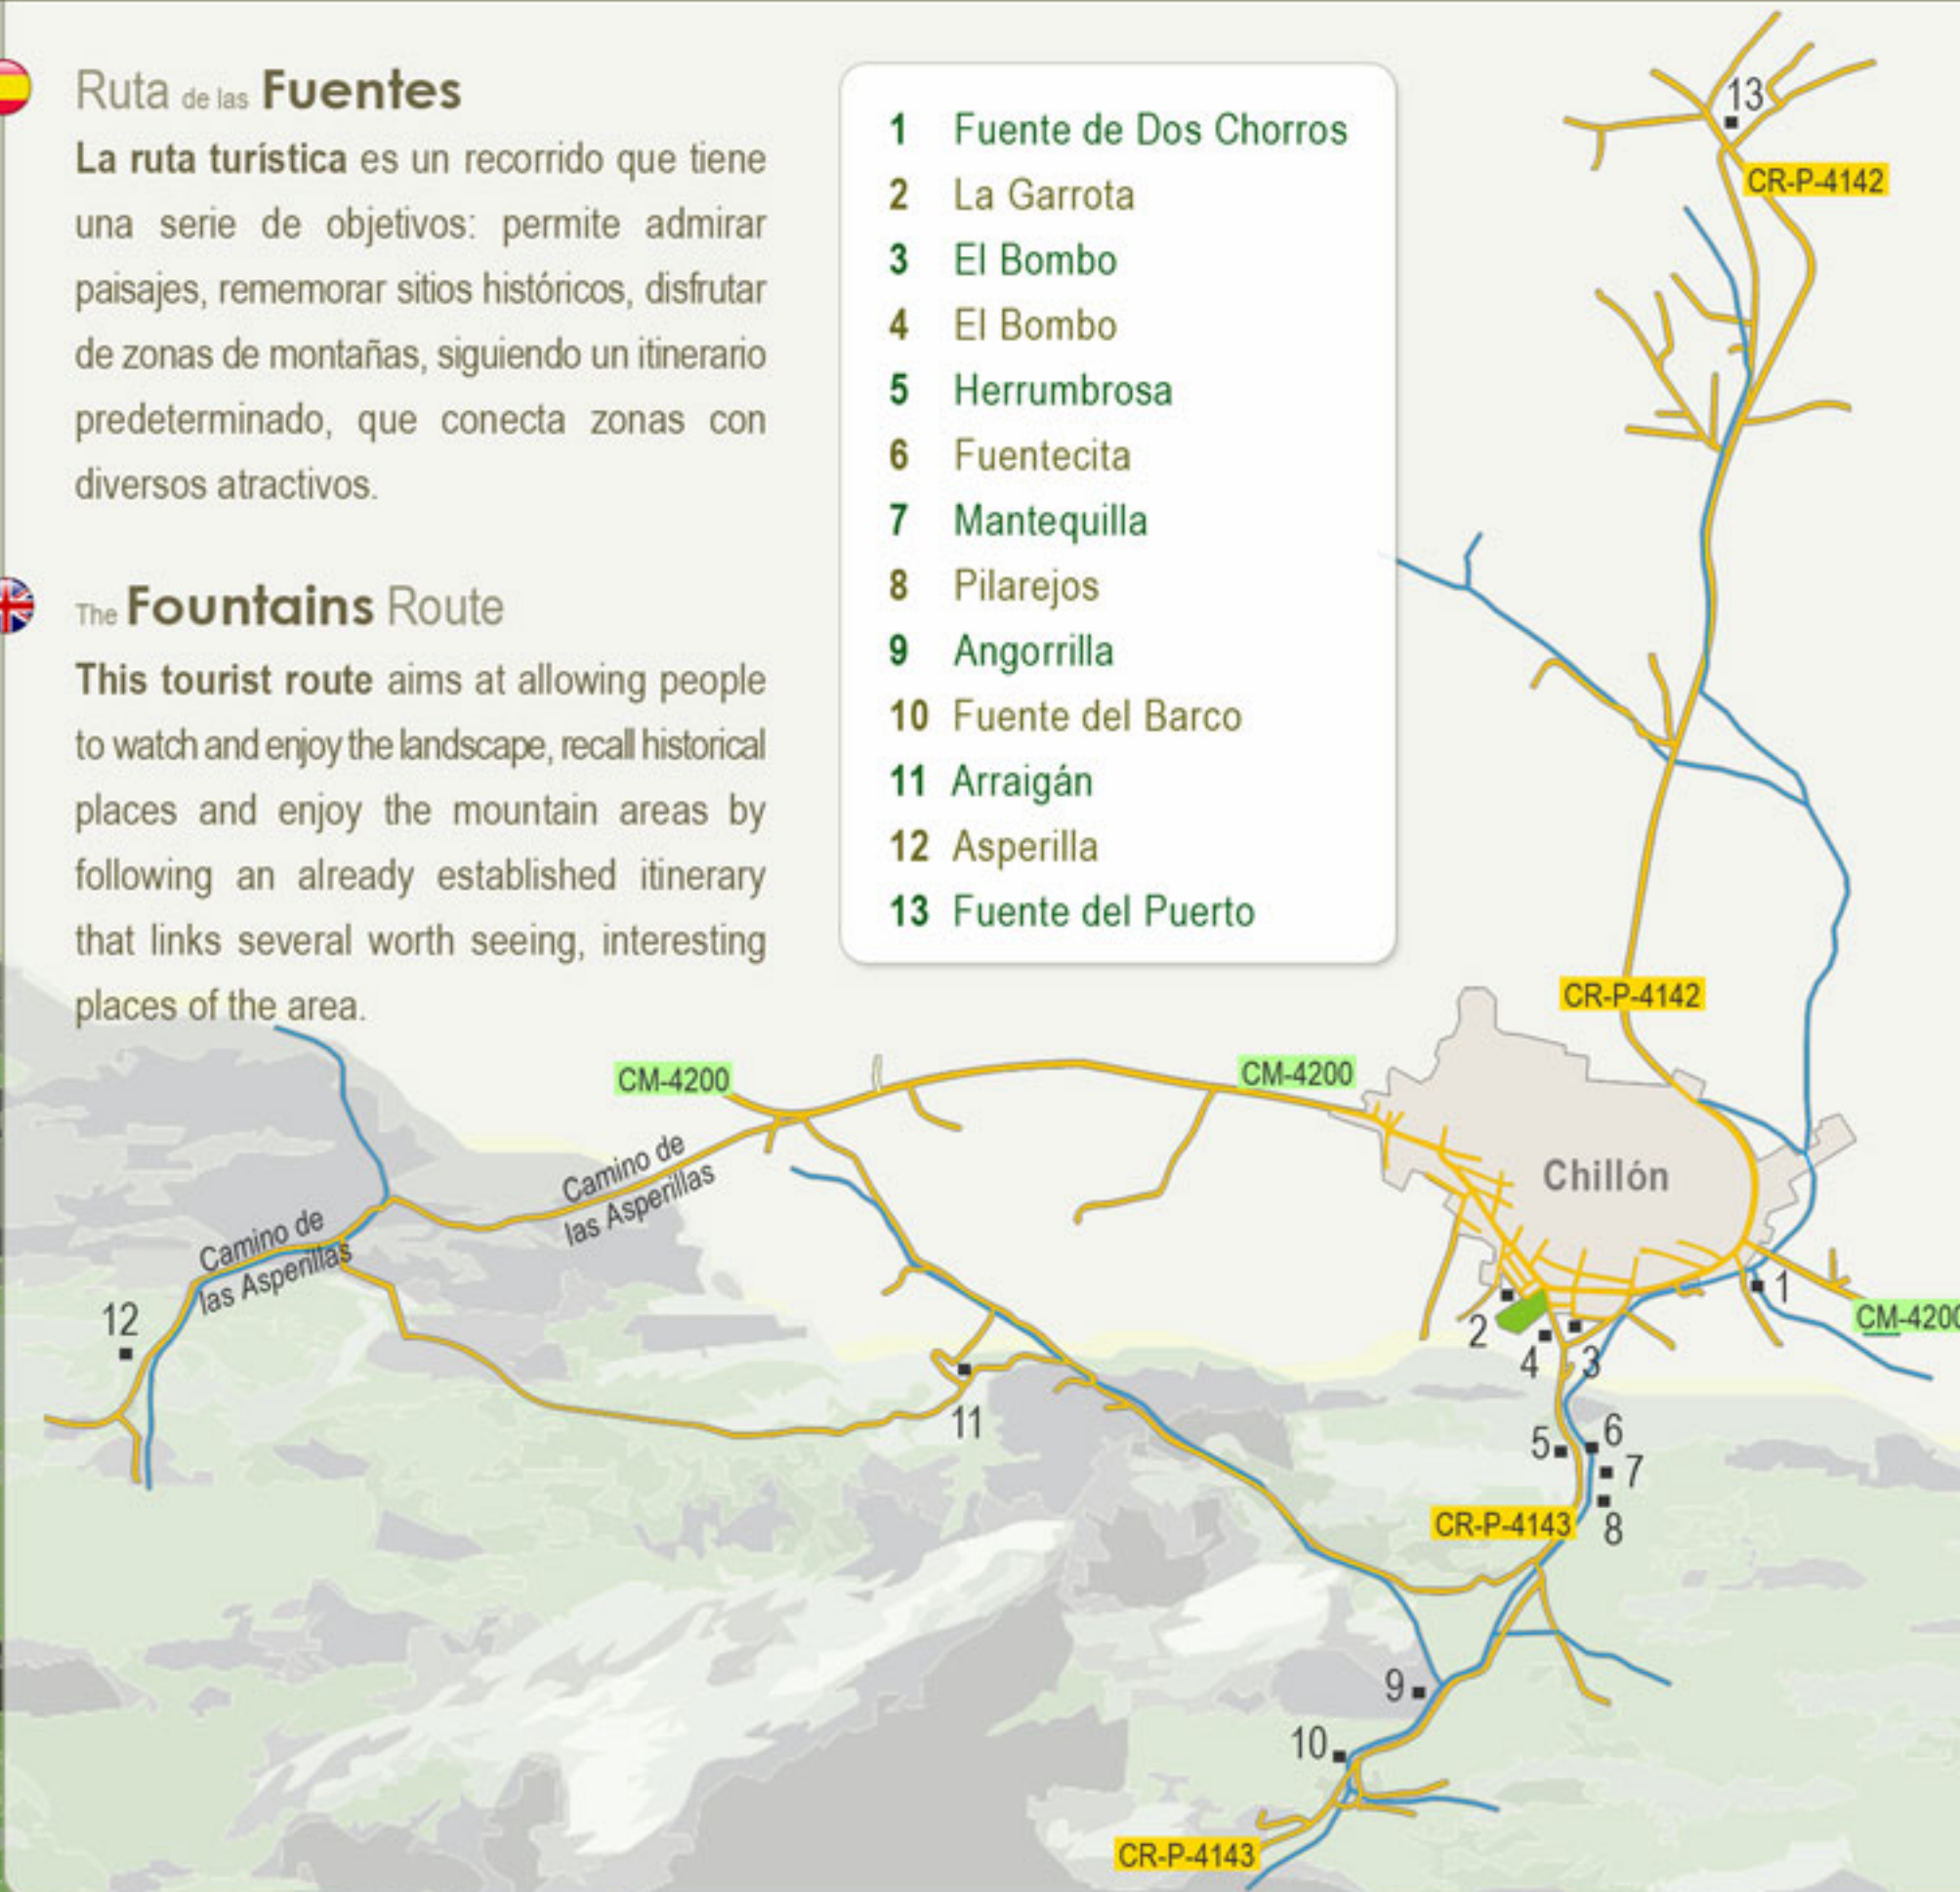 Ruta de las Fuentes
La ruta turística es un recorrido que tiene
una serie de objetivos: permite admirar
paisajes, rememorar sitios históricos, disfrutar
de zonas de montañas, siguiendo un itinerario
predeterminado, que conecta zonas con
diversos atractivos.
The Fountains Route
This tourist route aims at allowing people
to watch and enjoy the landscape, recall historical
places and enjoy the mountain areas by
following an already established itinerary
that links several worth seeing, interesting
places of the area.
1 Fuente de Dos Chorros
2 La Garrota
3 El Bombo
4 El Bombo
5 Herrumbrosa
6 Fuentecita
7 Mantequilla
8 Pilarejos
9 Angorrilla
10 Fuente del Barco
11 Arraigán
12 Asperilla
13 Fuente del Puerto
13
CR-P-4142
CR-P-4142
CM-4200
CM-4200
Camino de
las Asperillas
Chillón
Camino de
las Asperillas
12
1
CM-4200
2
4
3
11
5
6
7
CR-P-4143
8
9
10
CR-P-4143